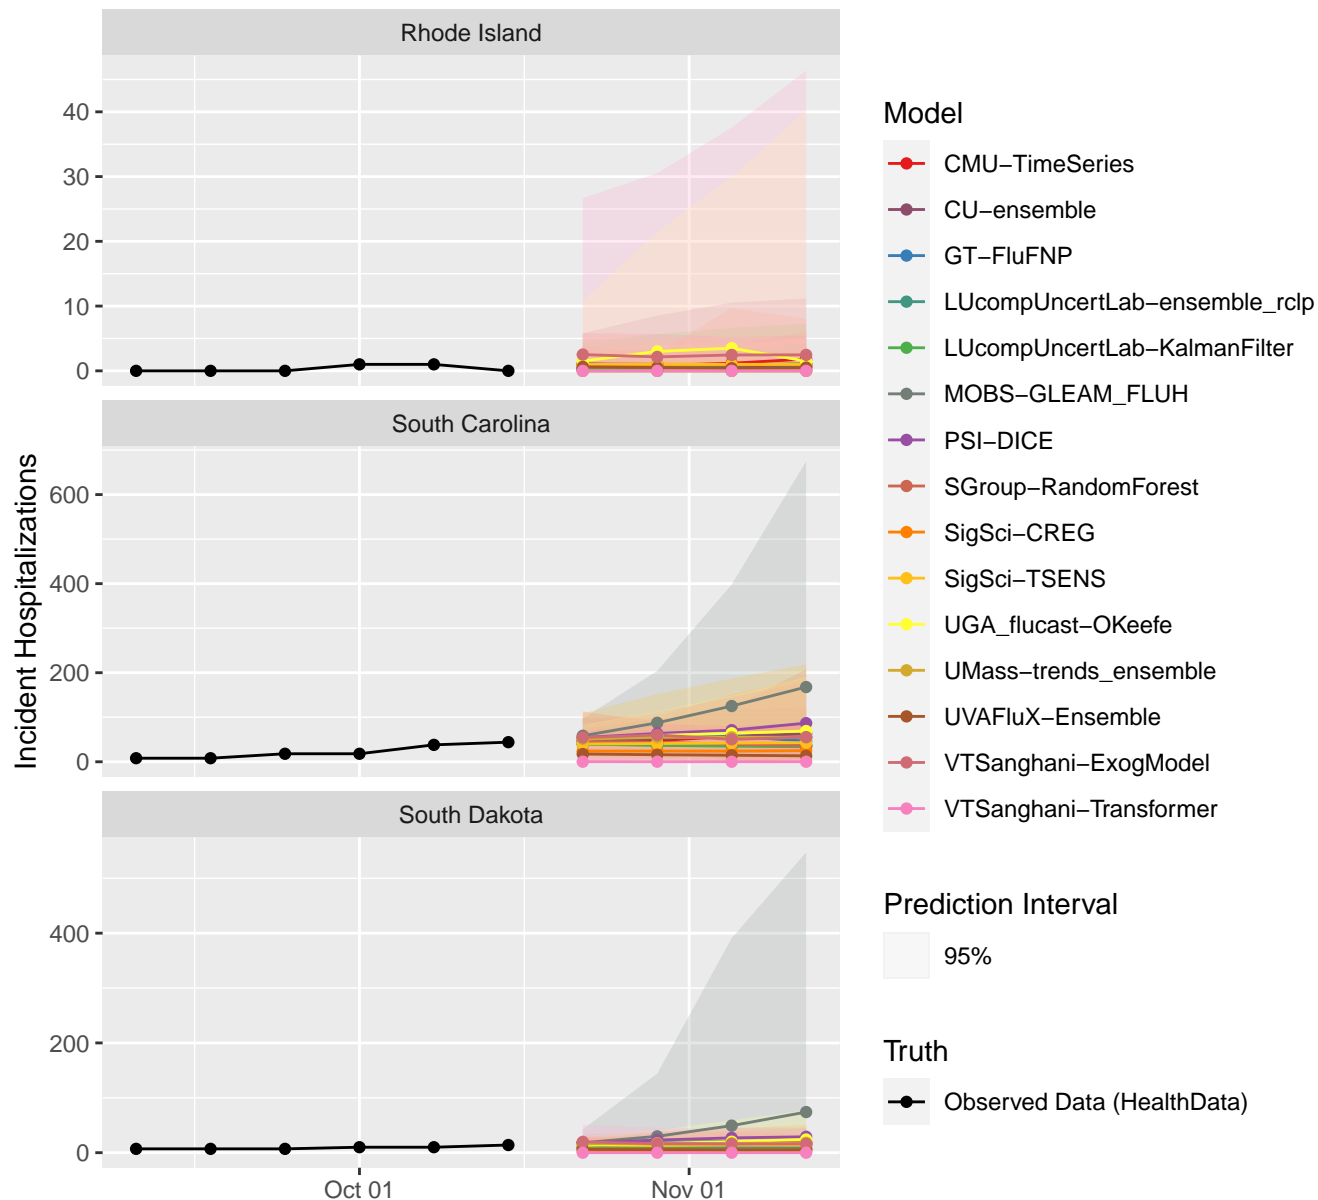 Rhode Island
40
30
20
10
0
South Carolina
600
400
200
0
South Dakota
400
200
0
Oct 01
Nov 01
Incident Hospitalizations
Model
CMU−TimeSeries
CU−ensemble
GT−FluFNP
LUcompUncertLab−ensemble_rclp
LUcompUncertLab−KalmanFilter
MOBS−GLEAM_FLUH
PSI−DICE
SGroup−RandomForest
SigSci−CREG
SigSci−TSENS
UGA_flucast−OKeefe
UMass−trends_ensemble
UVAFluX−Ensemble
VTSanghani−ExogModel
VTSanghani−Transformer
Prediction Interval
95%
Truth
Observed Data (HealthData)